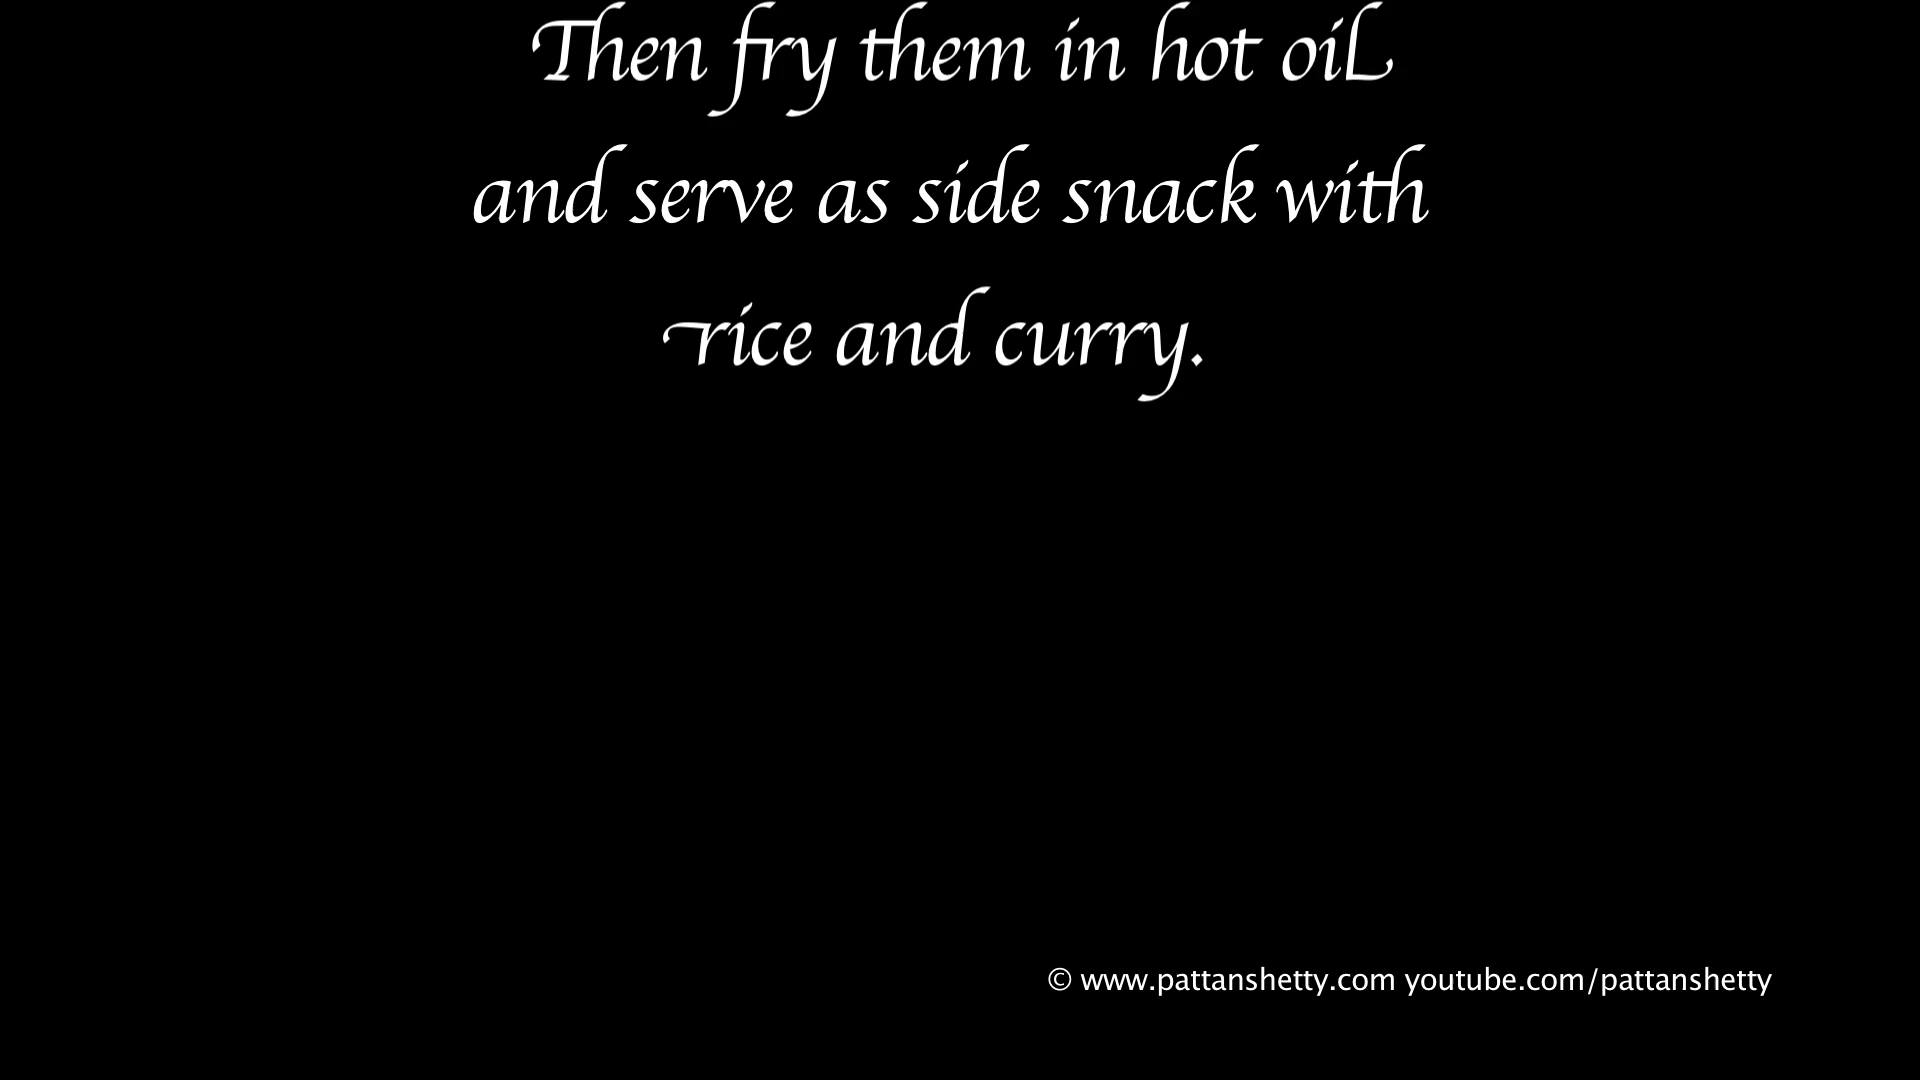 Then fry them in hot oil
and serve as side snack with
rice and curry.
© www.pattanshetty.com youtube.com/pattanshetty